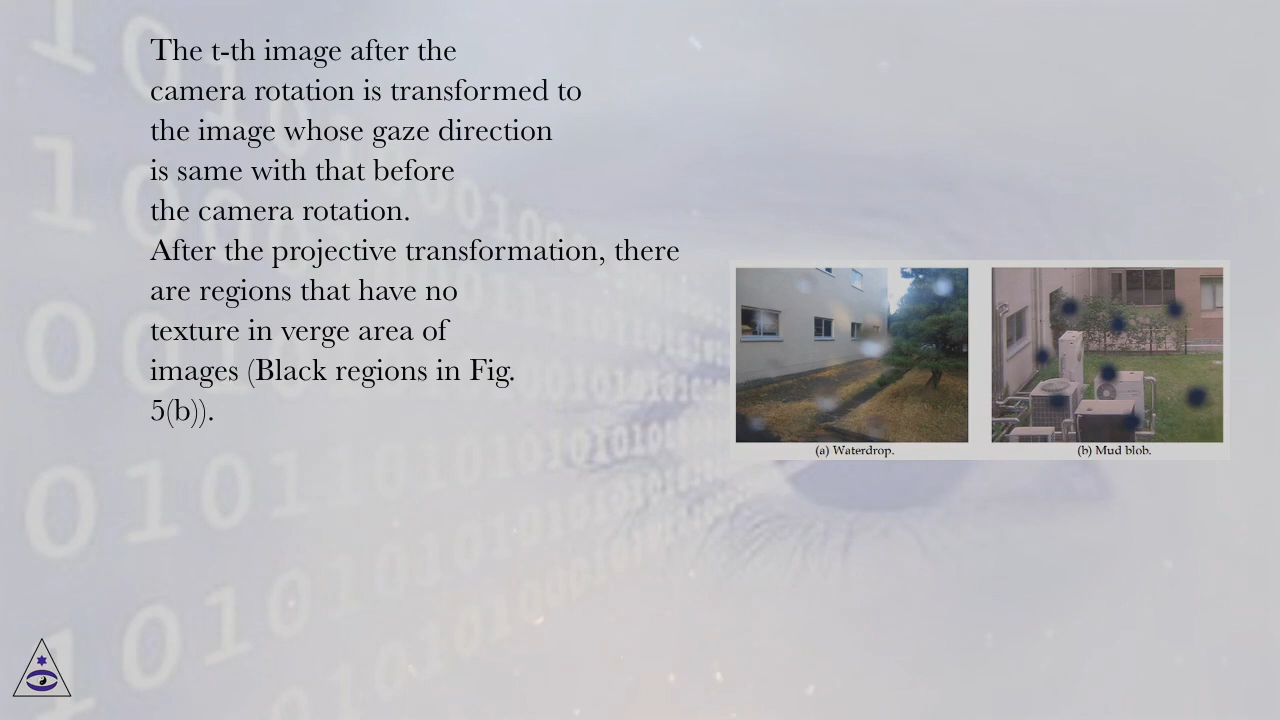 The t-th image after the
camera rotation is transformed to
the image whose gaze direction
is same with that before
the camera rotation.
After the projective transformation, there
are regions that have no
texture in verge area of
images (Black regions in Fig.
5(b)).
(a) Waterdrop.
(b) Mud blob.